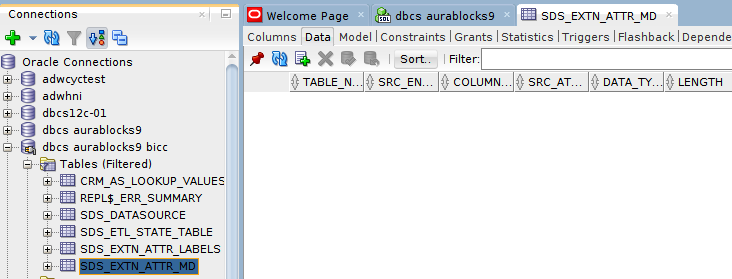 Connections
Welcome Page
dbcs aurablocks9
SDS_EXTN_ATTR_MD
Columns Data Model Constraints Grants Statistics Triggers Flashback Depende
Sort..
Filter:
TABLE_N... SRC_EN... COLUMN... SRC_AT... DATA_TY... LENGTH
Oracle Connections
adwcyctest
adwhni
dbcs12c-01
dbcs aurablocks9
dbcs aurablocks9 bicc
Tables (Filtered)
CRM_AS_LOOKUP_VALUES
REPL$_ERR_SUMMARY
SDS_DATASOURCE
SDS_ETL_STATE_TABLE
SDS_EXTN_ATTR_LABELS
SDS_EXTN_ATTR_MD